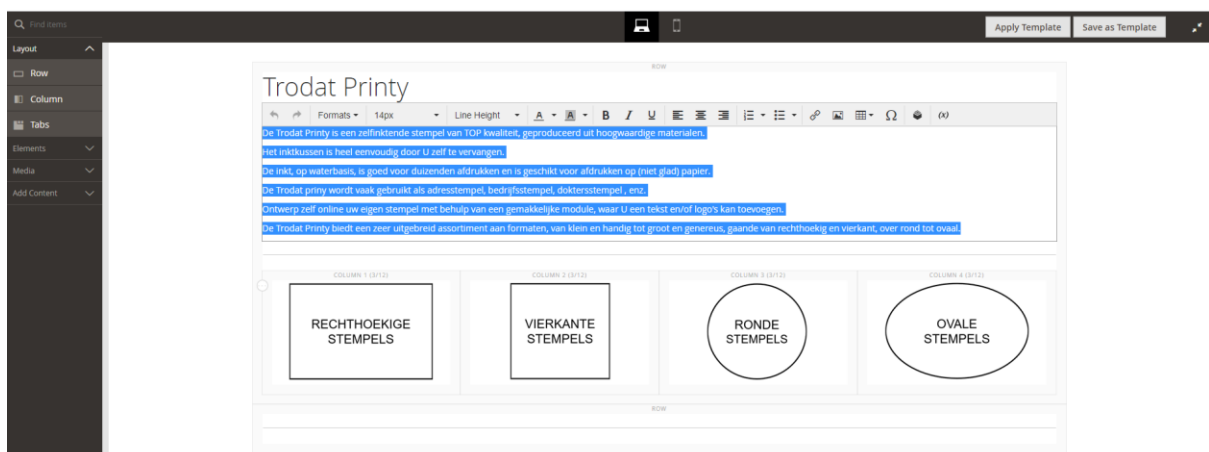 Find items
Apply Template
Save as Template
Layout
Row
Column
Tabs
Elements
Media
Add Content
ROW
Trodat Printy
Formats 14px Line Height A A B I U Ω (x)
De Trodat Printy is een zelfinktende stempel van TOP kwaliteit, geproduceerd uit hoogwaardige materialen.
Het inktkussen is heel eenvoudig door U zelf te vervangen.
De inkt, op waterbasis, is goed voor duizenden afdrukken en is geschikt voor afdrukken op (niet glad) papier.
De Trodat priny wordt vaak gebruikt als adresstempel, bedrijfsstempel, doktersstempel , enz.
Ontwerp zelf online uw eigen stempel met behulp van een gemakkelijke module, waar U een tekst en/of logo's kan toevoegen.
De Trodat Printy biedt een zeer uitgebreid assortiment aan formaten, van klein en handig tot groot en genereus, gaande van rechthoekig en vierkant, over rond tot ovaal.
COLUMN 1 (3/12)
COLUMN 2 (3/12)
COLUMN 3 (3/12)
COLUMN 4 (3/12)
RECHTHOEKIGE
STEMPELS
VIERKANTE
STEMPELS
RONDE
STEMPELS
OVALE
STEMPELS
ROW